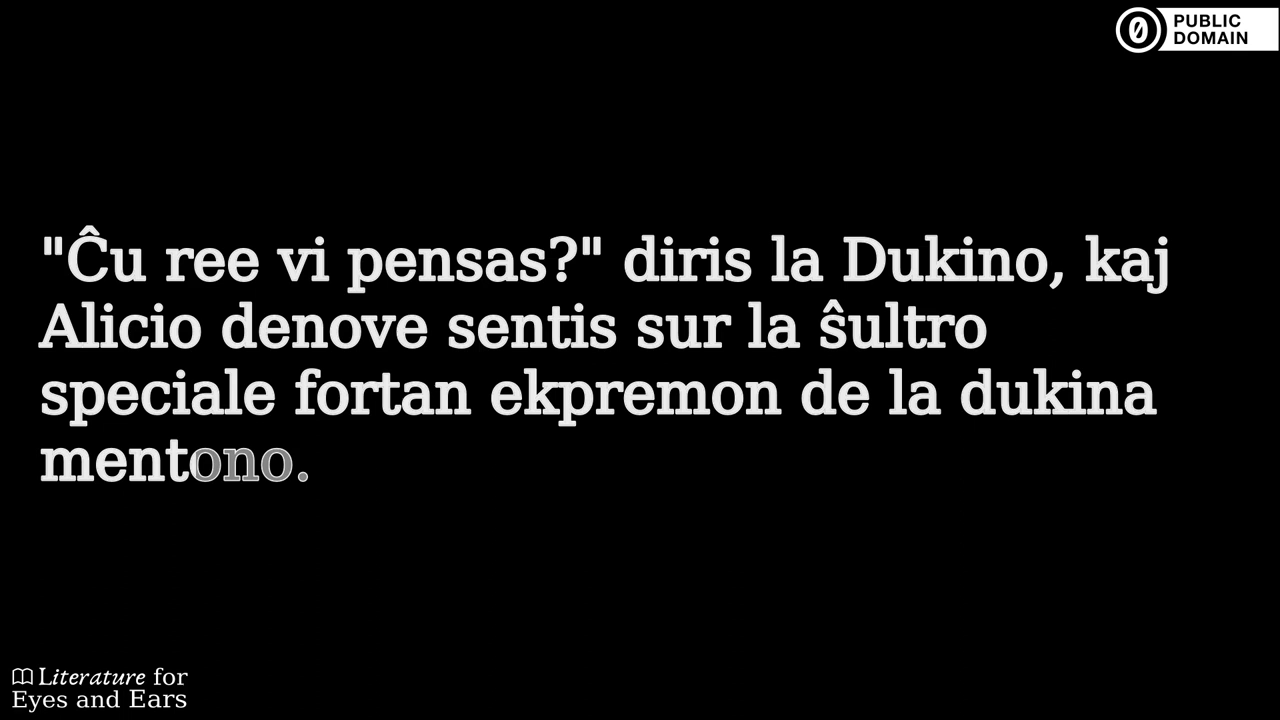 PUBLIC
DOMAIN
"Ĉu ree vi pensas?" diris la Dukino, kaj
Alicio denove sentis sur la ŝultro
speciale fortan ekpremon de la dukina
mentono.
Literature for
Eyes and Ears